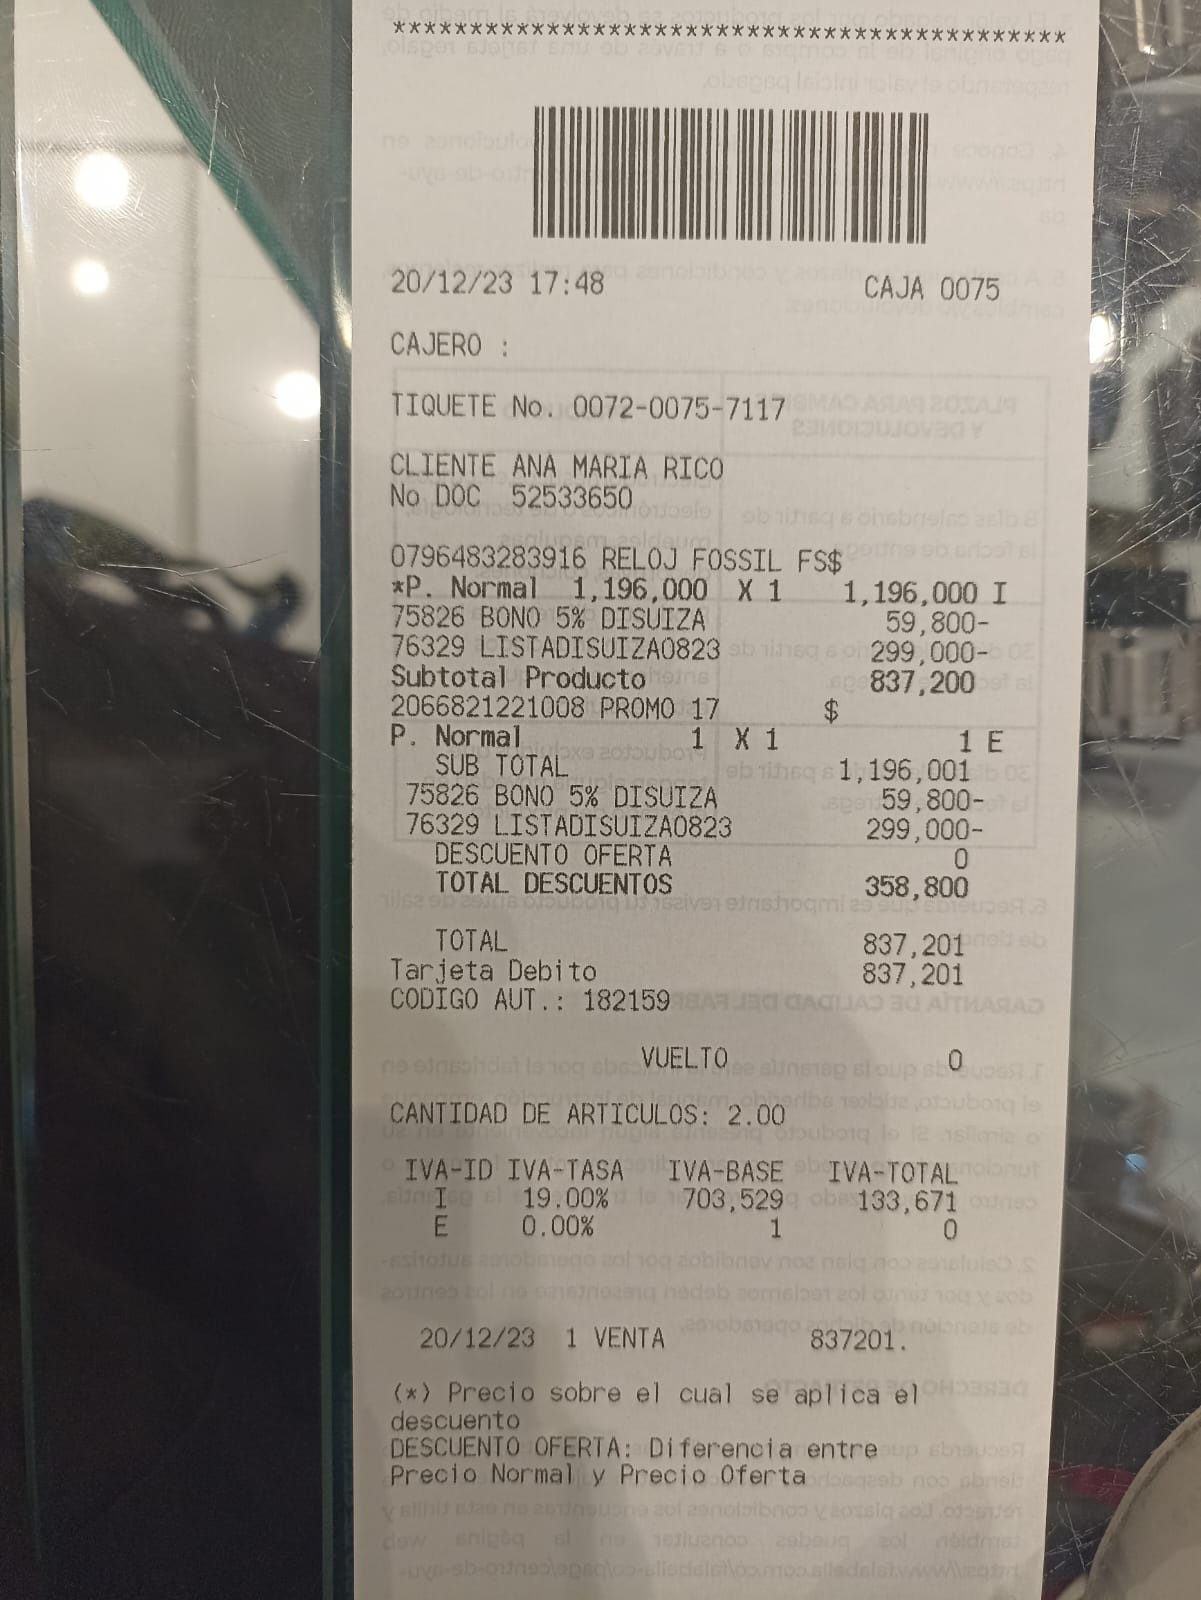 ********************************************
20/12/23 17:48 CAJA 0075
CAJERO :
TIQUETE No. 0072-0075-7117
CLIENTE ANA MARIA RICO
No DOC 52533650
0796483283916 RELOJ FOSSIL FS$
*P. Normal 1,196,000 X 1 1,196,000 I
75826 BONO 5% DISUIZA 59,800-
76329 LISTADISUIZA0823 299,000-
Subtotal Producto 837,200
2066821221008 PROMO 17 $
P. Normal 1 X 1 1 E
SUB TOTAL 1,196,001
75826 BONO 5% DISUIZA 59,800-
76329 LISTADISUIZA0823 299,000-
DESCUENTO OFERTA 0
TOTAL DESCUENTOS 358,800
TOTAL 837,201
Tarjeta Debito 837,201
CODIGO AUT.: 182159
VUELTO 0
CANTIDAD DE ARTICULOS: 2.00
IVA-ID IVA-TASA IVA-BASE IVA-TOTAL
I 19.00% 703,529 133,671
E 0.00% 1 0
20/12/23 1 VENTA 837201.
(*) Precio sobre el cual se aplica el
descuento
DESCUENTO OFERTA: Diferencia entre
Precio Normal y Precio Oferta